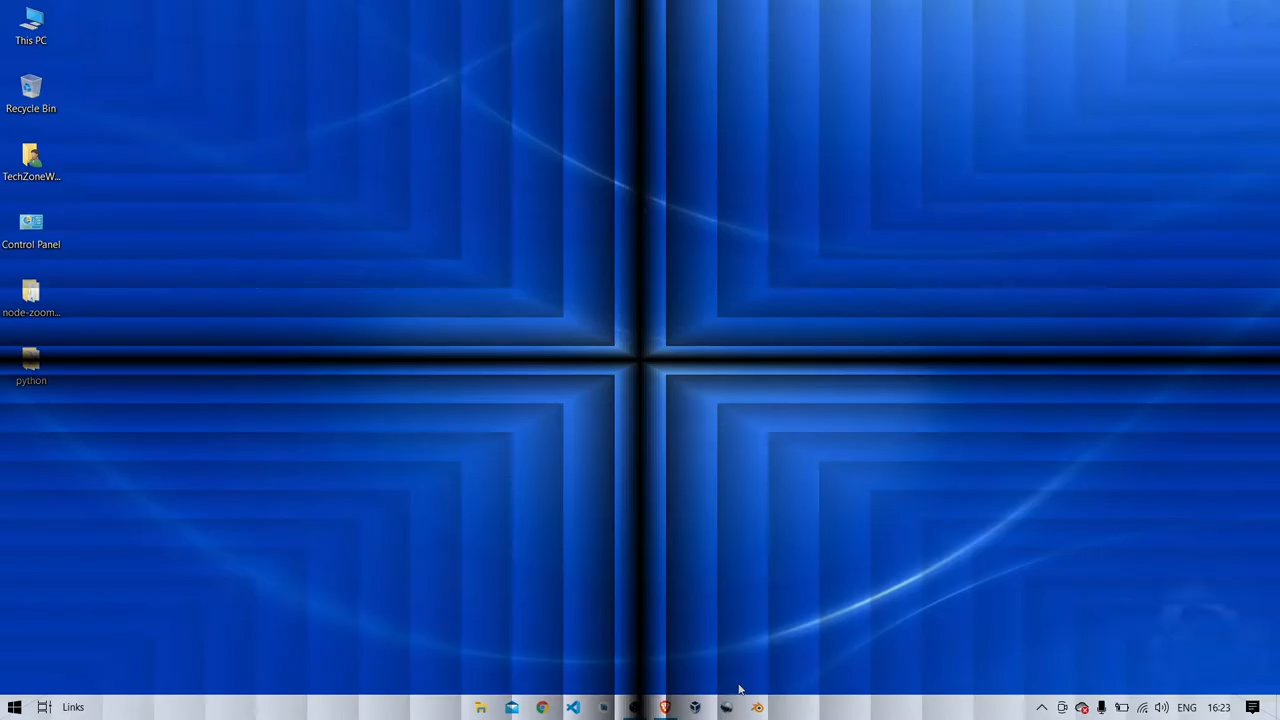 This PC
Recycle Bin
TechZoneW...
Control Panel
node-zoom...
python
Links
ENG
16:23